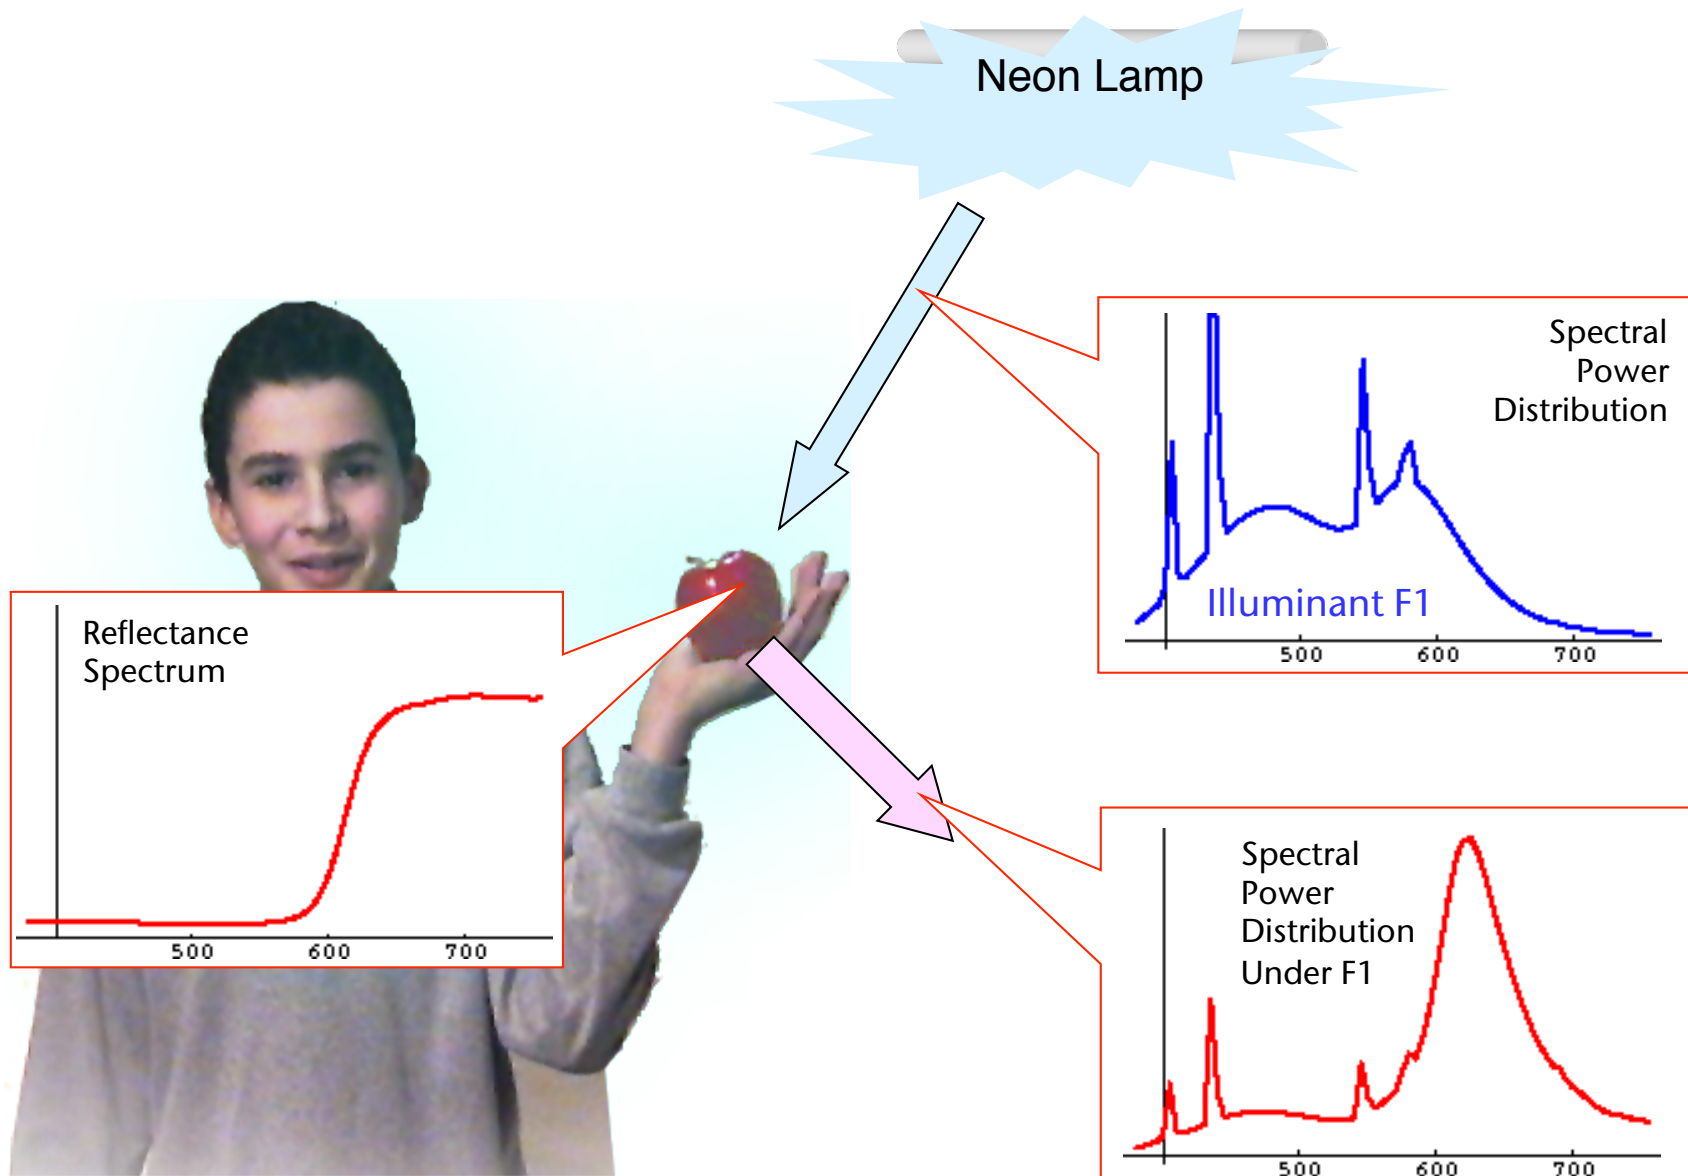 Neon Lamp
Spectral
Power
Distribution
Illuminant F1
500 600 700
Reflectance
Spectrum
500 600 700
Spectral
Power
Distribution
Under F1
500 600 700